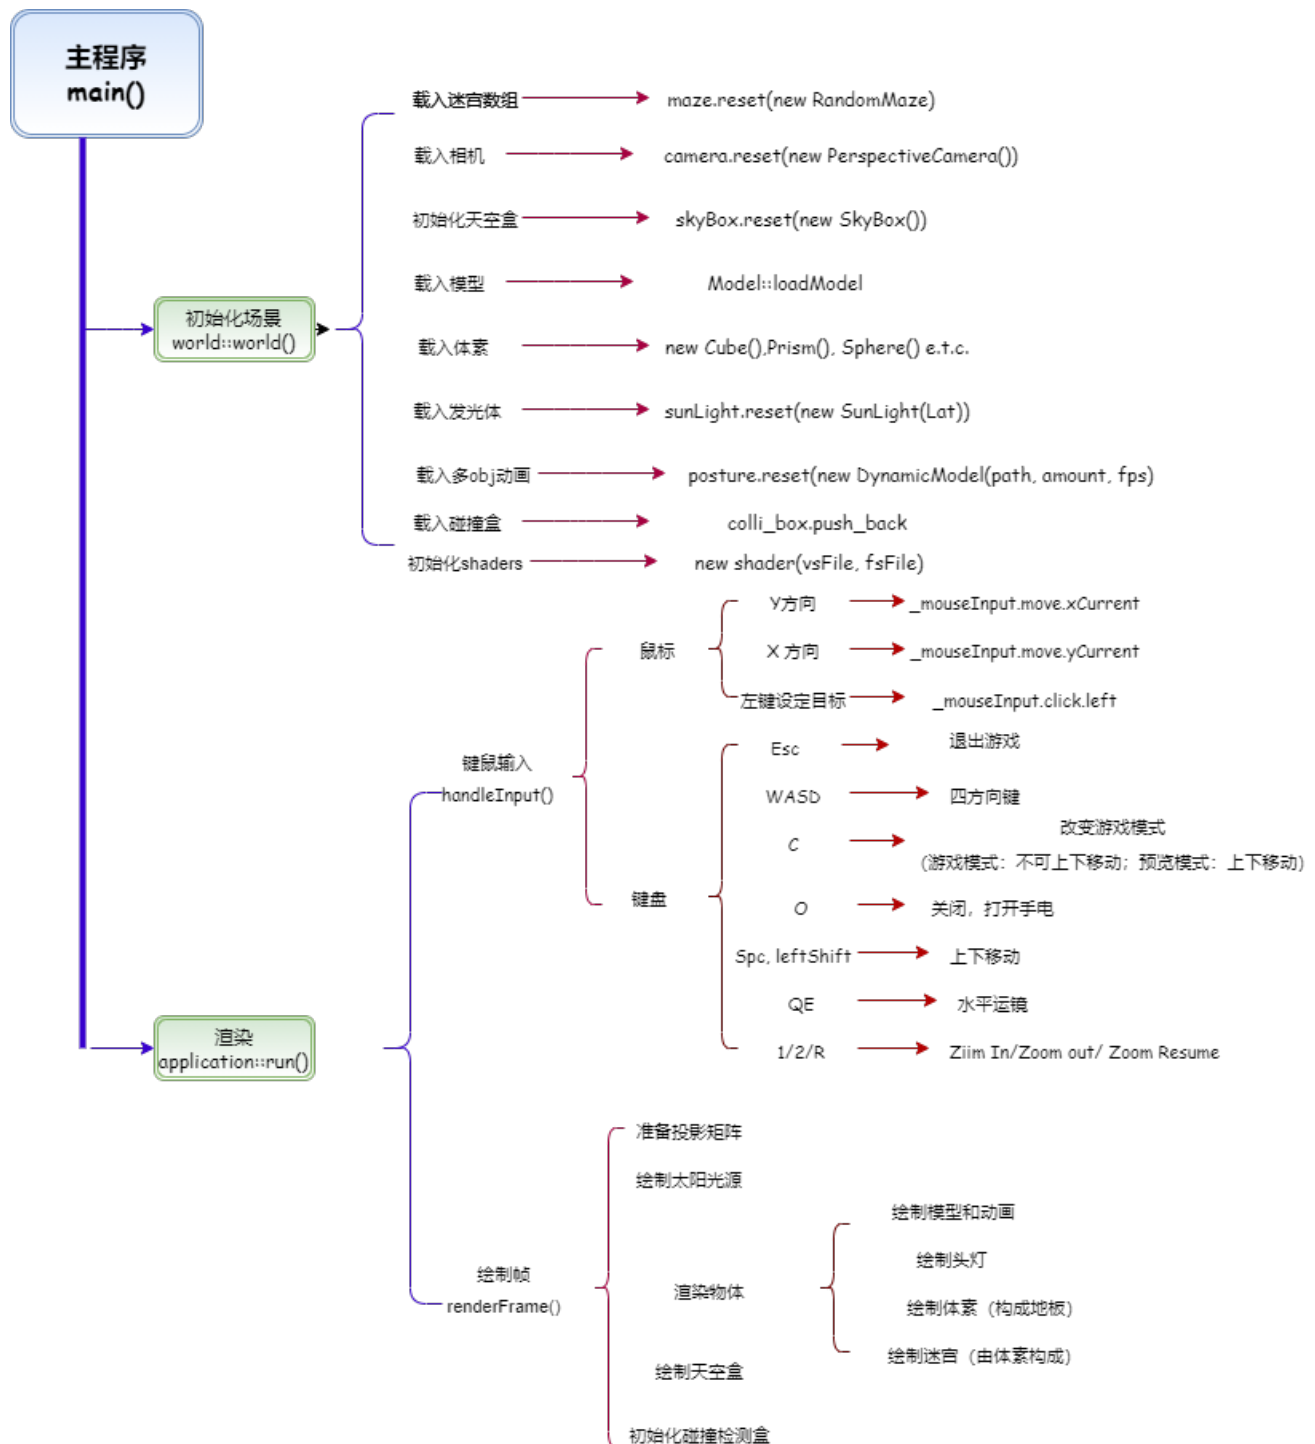 主程序
main()
载入迷宫数组 maze.reset(new RandomMaze)
载入相机 camera.reset(new PerspectiveCamera())
初始化天空盒 skyBox.reset(new SkyBox())
载入模型 Model::loadModel
初始化场景
world::world()
载入体素 new Cube(),Prism(), Sphere() e.t.c.
载入发光体 sunLight.reset(new SunLight(Lat))
载入多obj动画 posture.reset(new DynamicModel(path, amount, fps)
载入碰撞盒 colli_box.push_back
初始化shaders new shader(vsFile, fsFile)
Y方向 _mouseInput.move.xCurrent
鼠标 X 方向 _mouseInput.move.yCurrent
左键设定目标 _mouseInput.click.left
键鼠输入
handleInput()
Esc 退出游戏
WASD 四方向键
C 改变游戏模式
(游戏模式：不可上下移动；预览模式：上下移动)
键盘
O 关闭，打开手电
Spc, leftShift 上下移动
QE 水平运镜
1/2/R Ziim In/Zoom out/ Zoom Resume
渲染
application::run()
准备投影矩阵
绘制太阳光源
绘制帧
renderFrame()
渲染物体
绘制模型和动画
绘制头灯
绘制体素（构成地板）
绘制迷宫（由体素构成）
绘制天空盒
初始化碰撞检测盒